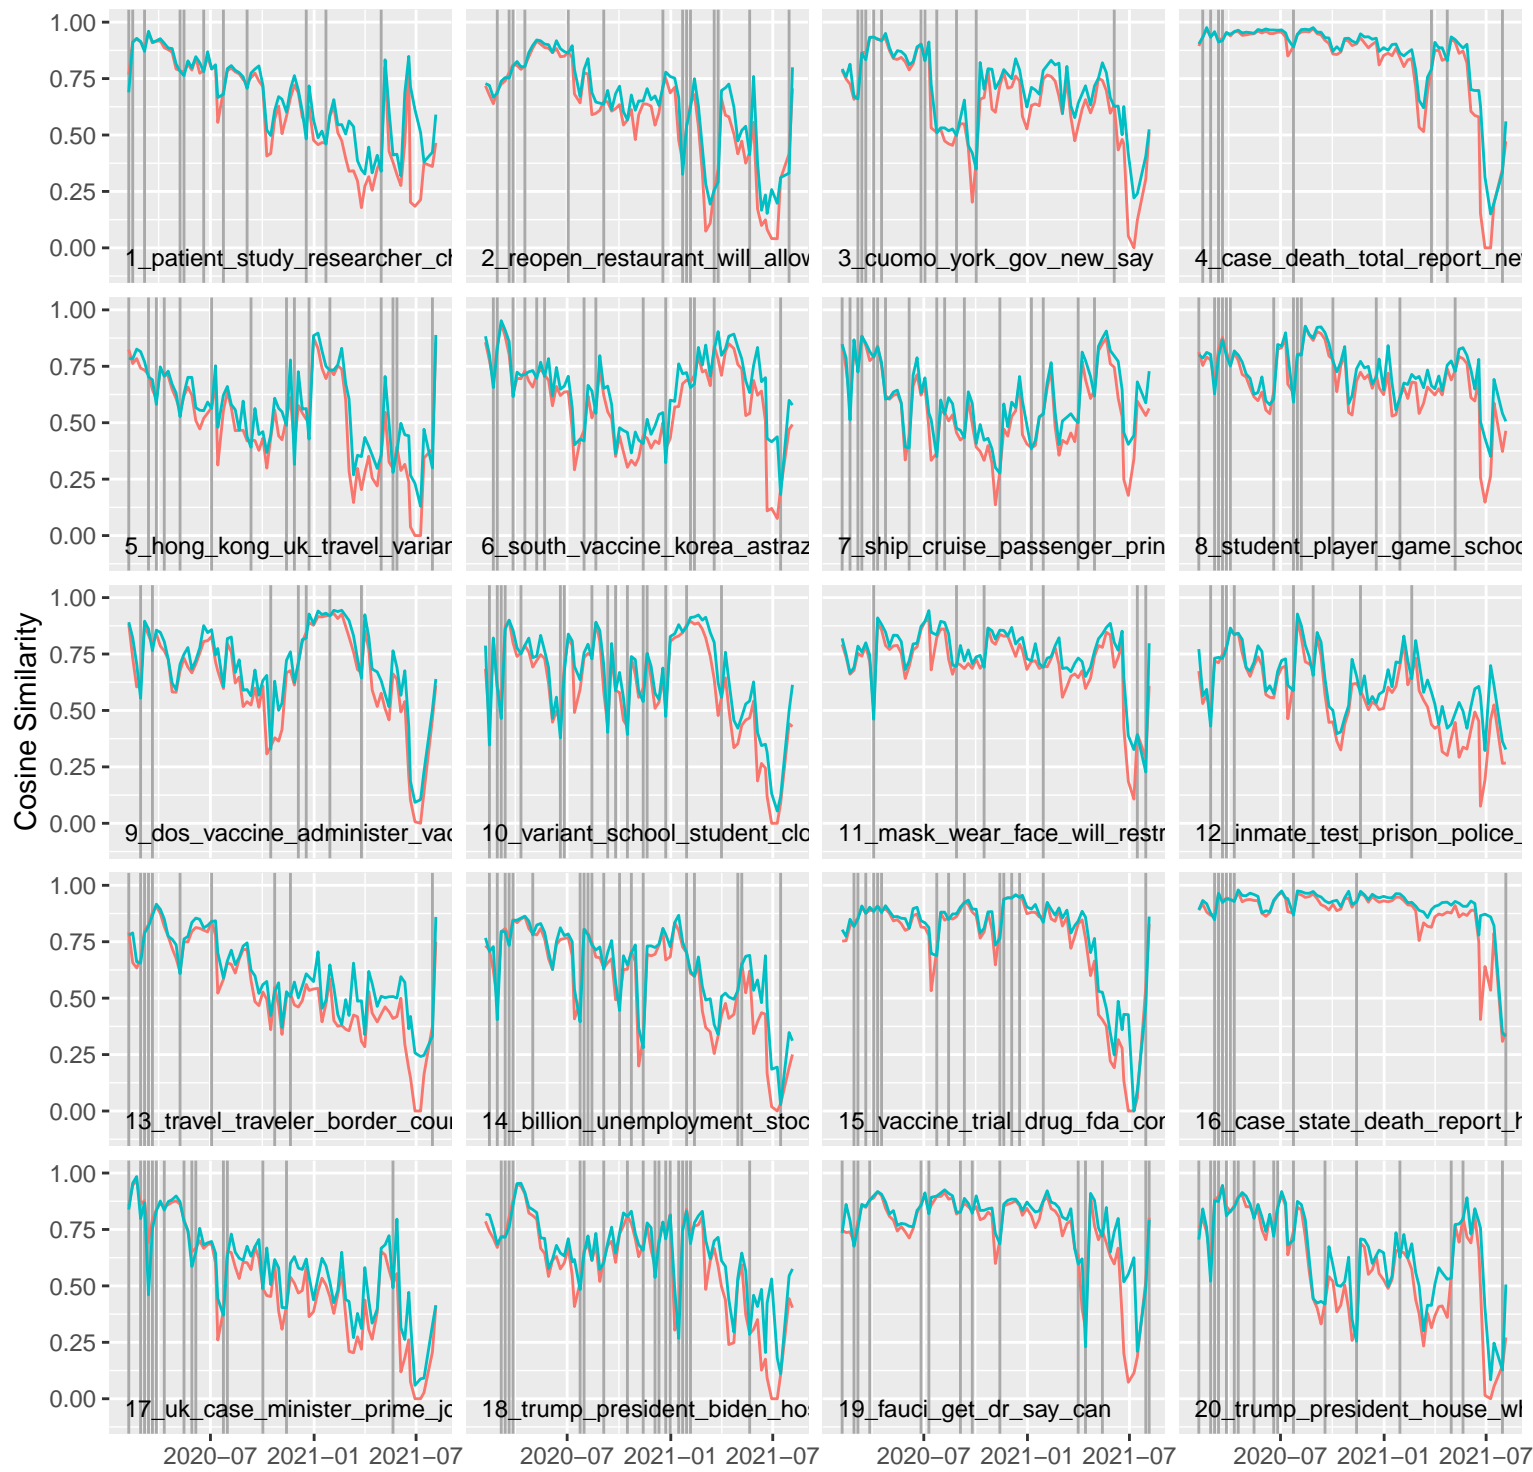 1.00
0.75
0.50
0.25
0.00
1_patient_study_researcher_ch
2_reopen_restaurant_will_allow
3_cuomo_york_gov_new_say
4_case_death_total_report_new
1.00
0.75
0.50
0.25
0.00
5_hong_kong_uk_travel_varian
6_south_vaccine_korea_astraz
7_ship_cruise_passenger_prin
8_student_player_game_schoo
Cosine Similarity
1.00
0.75
0.50
0.25
0.00
9_dos_vaccine_administer_vac
10_variant_school_student_clo
11_mask_wear_face_will_restr
12_inmate_test_prison_police_
1.00
0.75
0.50
0.25
0.00
13_travel_traveler_border_cour
14_billion_unemployment_stoc
15_vaccine_trial_drug_fda_cor
16_case_state_death_report_h
1.00
0.75
0.50
0.25
0.00
17_uk_case_minister_prime_jo
18_trump_president_biden_hos
19_fauci_get_dr_say_can
20_trump_president_house_wh
2020−07 2021−01 2021−07
2020−07 2021−01 2021−07
2020−07 2021−01 2021−07
2020−07 2021−01 2021−07